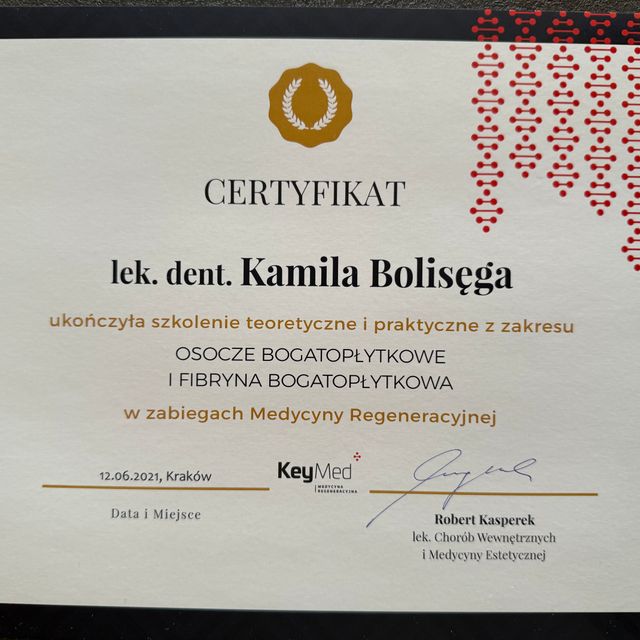 CERTYFIKAT
lek. dent. Kamila Bolisęga
ukończyła szkolenie teoretyczne i praktyczne z zakresu
OSOCZE BOGATOPŁYTKOWE
I FIBRYNA BOGATOPŁYTKOWA
w zabiegach Medycyny Regeneracyjnej
12.06.2021, Kraków
Data i Miejsce
KeyMed
MEDYCYNA
REGENERACYJNA
Robert Kasperek
lek. Chorób Wewnętrznych
i Medycyny Estetycznej